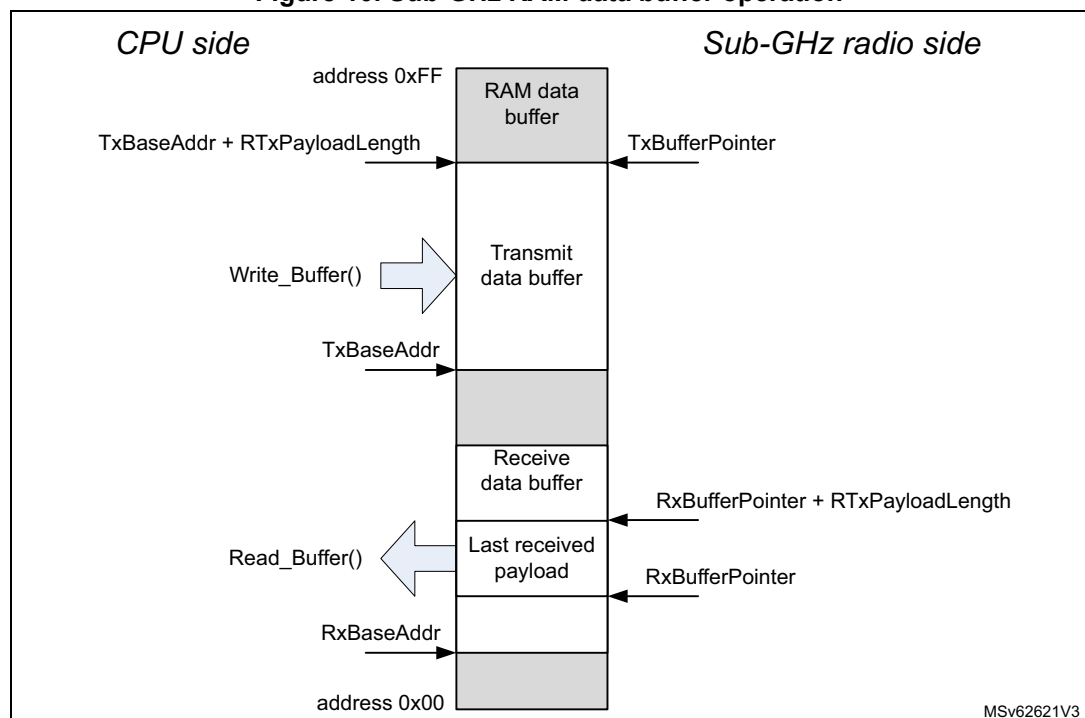 Figure 16. Sub-GHz RAM data buffer operation
CPU side
Sub-GHz radio side
address 0xFF
RAM data
buffer
TxBaseAddr + RTxPayloadLength
TxBufferPointer
Transmit
data buffer
Write_Buffer()
TxBaseAddr
Receive
data buffer
RxBufferPointer + RTxPayloadLength
Read_Buffer()
Last received
payload
RxBufferPointer
RxBaseAddr
address 0x00
MSv62621V3